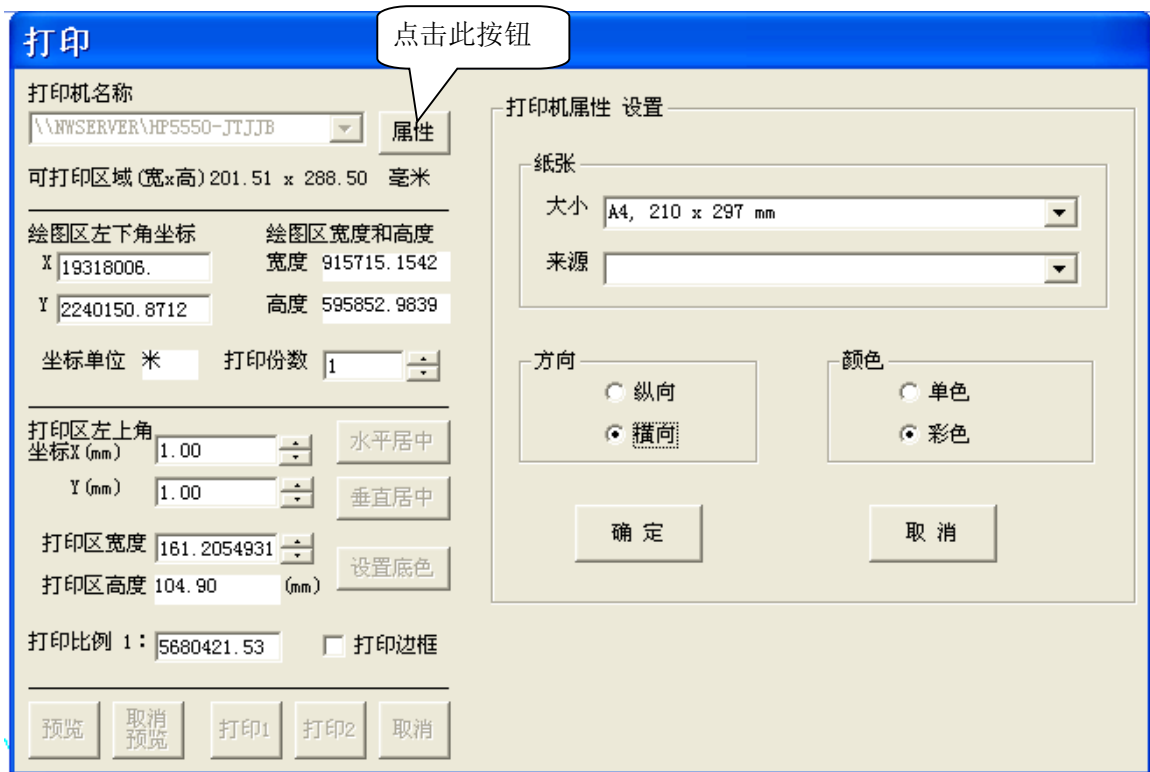 打印
点击此按钮
打印机名称
\\NWSERVER\HP5550-JTJJB
属性
可打印区域(宽x高)201.51 x 288.50 毫米
绘图区左下角坐标 绘图区宽度和高度
X 19318006. 宽度 915715.1542
Y 2240150.8712 高度 595852.9839
坐标单位 米 打印份数 1
打印区左上角
坐标X(mm) 1.00 水平居中
Y(mm) 1.00 垂直居中
打印区宽度 161.2054931
设置底色
打印区高度 104.90 (mm)
打印比例 1: 5680421.53 打印边框
预览 取消预览 打印1 打印2 取消
打印机属性 设置
纸张
大小 A4, 210 x 297 mm
来源
方向
纵向
横向
颜色
单色
彩色
确 定 取 消